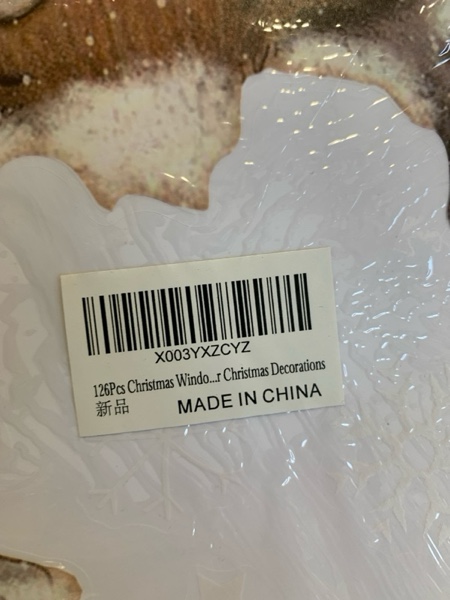 X003YXZCYZ
126Pcs Christmas Windo...r Christmas Decorations
新品
MADE IN CHINA